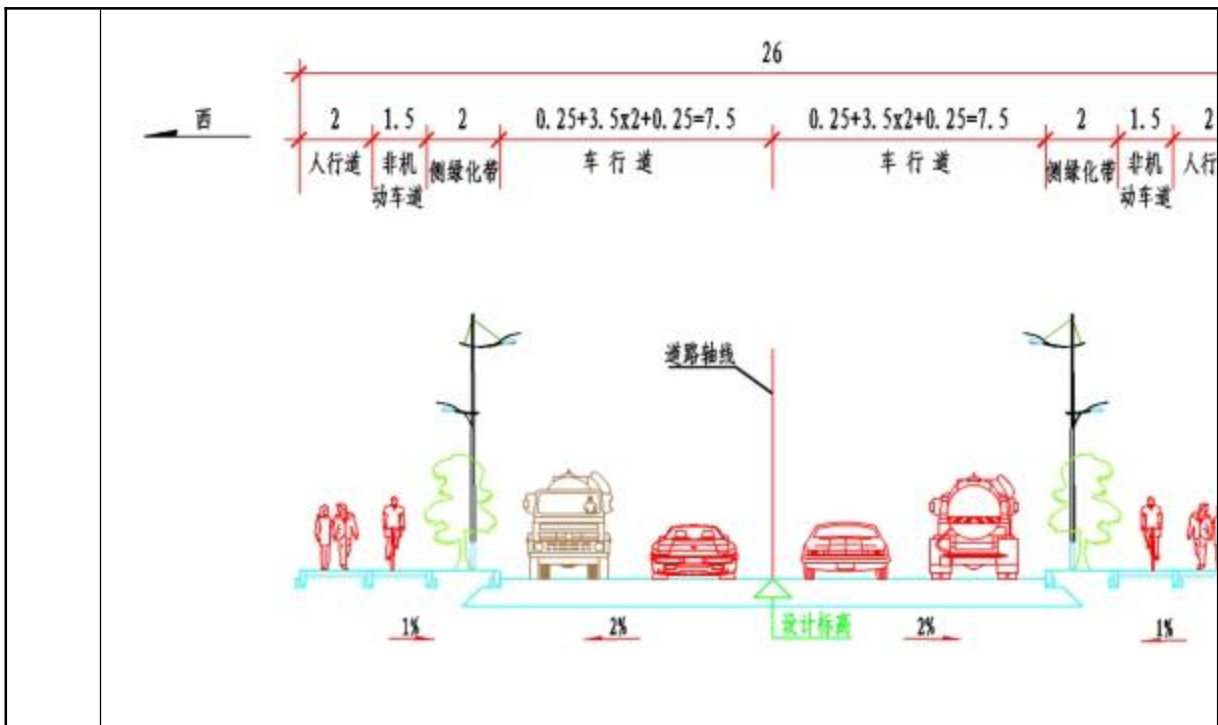 26
西
2 1.5 2 0.25+3.5x2+0.25=7.5 0.25+3.5x2+0.25=7.5 2 1.5 2
人行道 非机动车道 侧绿化带 车行道 车行道 侧绿化带 非机动车道 人行
道路轴线
设计标高
1% 2% 2% 1%